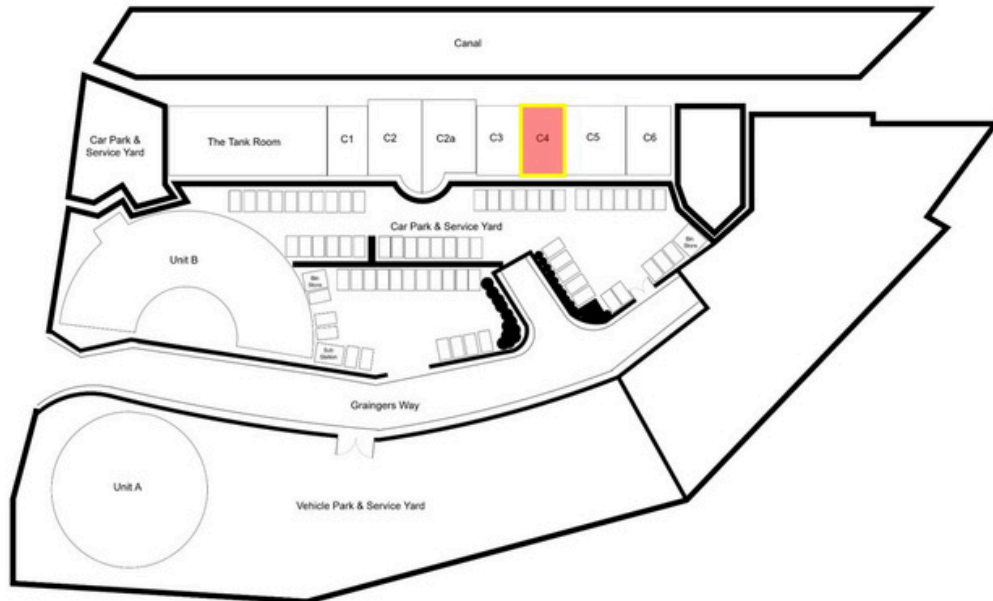 Canal
Car Park &
Service Yard
The Tank Room
C1
C2
C2a
C3
C4
C5
C6
Car Park & Service Yard
Bin
Store
Unit B
Bin
Store
Sub
Station
Graingers Way
Unit A
Vehicle Park & Service Yard